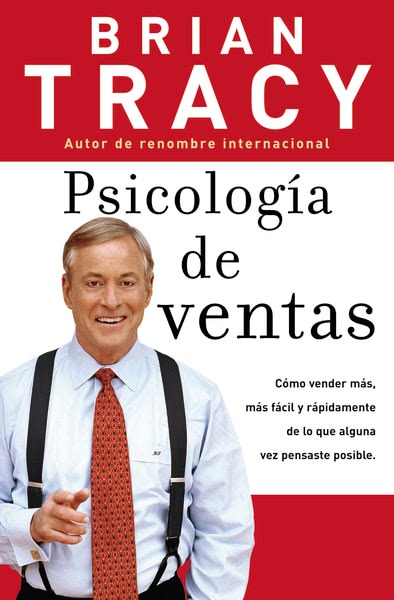 BRIAN
TRACY
Autor de renombre internacional
Psicología
de
ventas
Cómo vender más,
más fácil y rápidamente
de lo que alguna
vez pensaste posible.